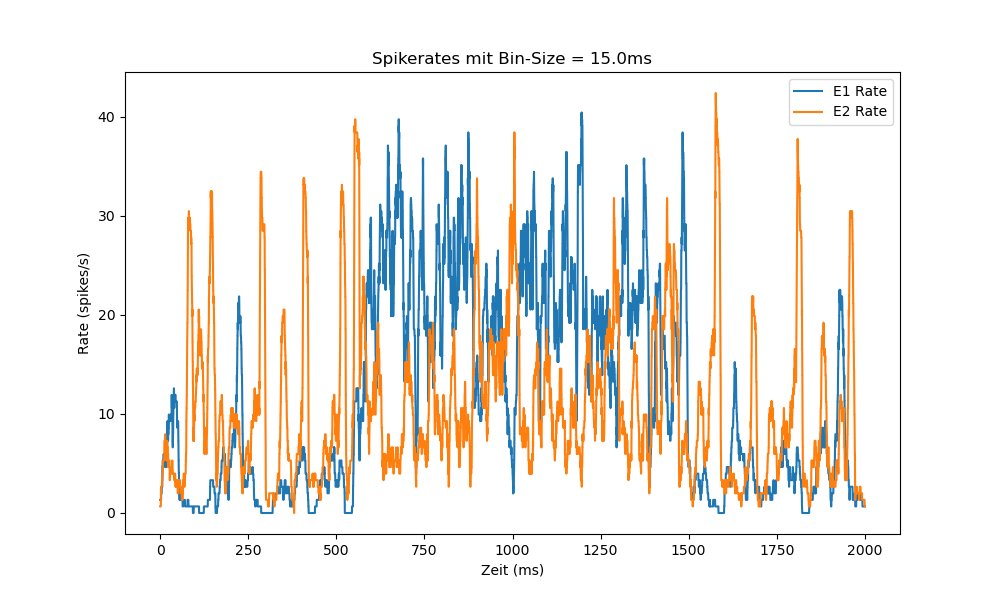 Spikerates mit Bin-Size = 15.0ms
E1 Rate
E2 Rate
Rate (spikes/s)
40
30
20
10
0
0 250 500 750 1000 1250 1500 1750 2000
Zeit (ms)